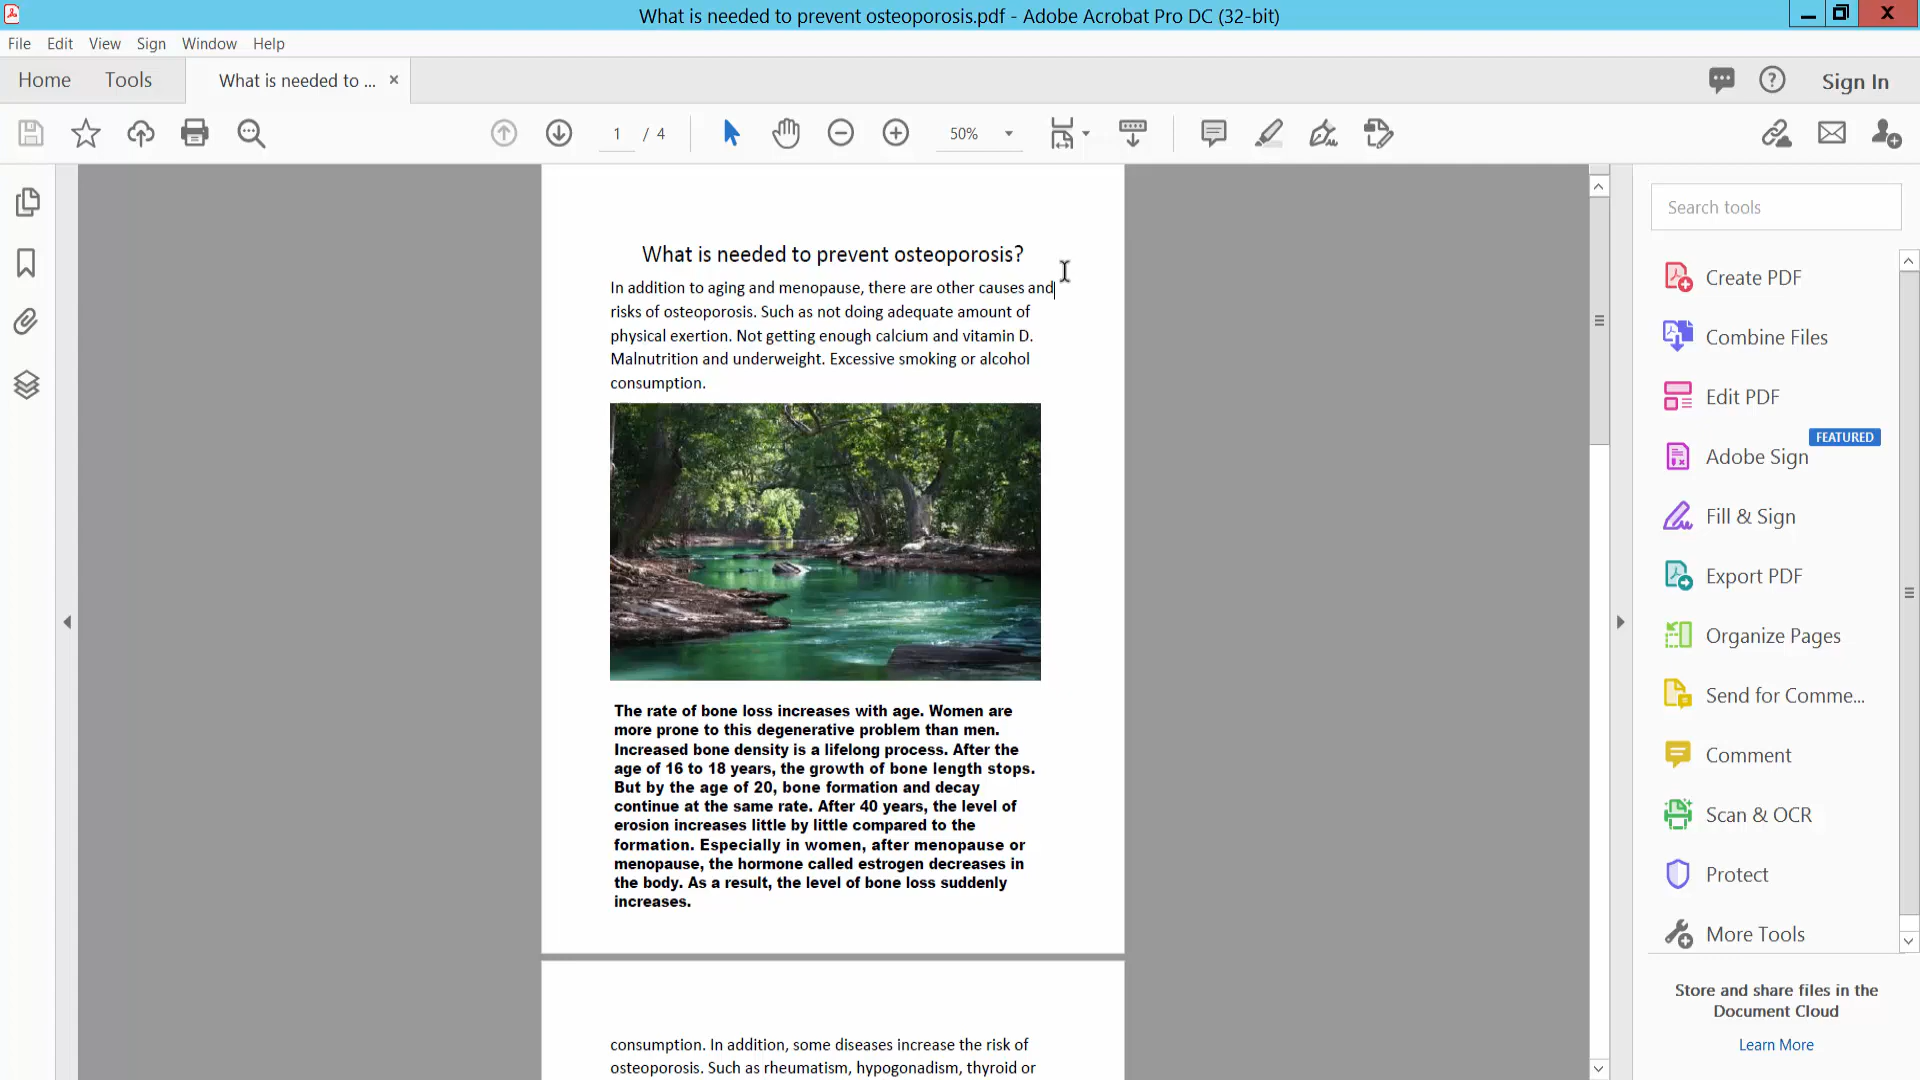 What is needed to prevent osteoporosis.pdf - Adobe Acrobat Pro DC (32-bit)
File Edit View Sign Window Help
Home Tools What is needed to ... × Sign In
1 / 4 50%
Search tools
Create PDF
Combine Files
Edit PDF
FEATURED
Adobe Sign
Fill & Sign
Export PDF
Organize Pages
Send for Comme...
Comment
Scan & OCR
Protect
More Tools
Store and share files in the
Document Cloud
Learn More
What is needed to prevent osteoporosis?
In addition to aging and menopause, there are other causes and
risks of osteoporosis. Such as not doing adequate amount of
physical exertion. Not getting enough calcium and vitamin D.
Malnutrition and underweight. Excessive smoking or alcohol
consumption.
The rate of bone loss increases with age. Women are
more prone to this degenerative problem than men.
Increased bone density is a lifelong process. After the
age of 16 to 18 years, the growth of bone length stops.
But by the age of 20, bone formation and decay
continue at the same rate. After 40 years, the level of
erosion increases little by little compared to the
formation. Especially in women, after menopause or
menopause, the hormone called estrogen decreases in
the body. As a result, the level of bone loss suddenly
increases.
consumption. In addition, some diseases increase the risk of
osteoporosis. Such as rheumatism, hypogonadism, thyroid or